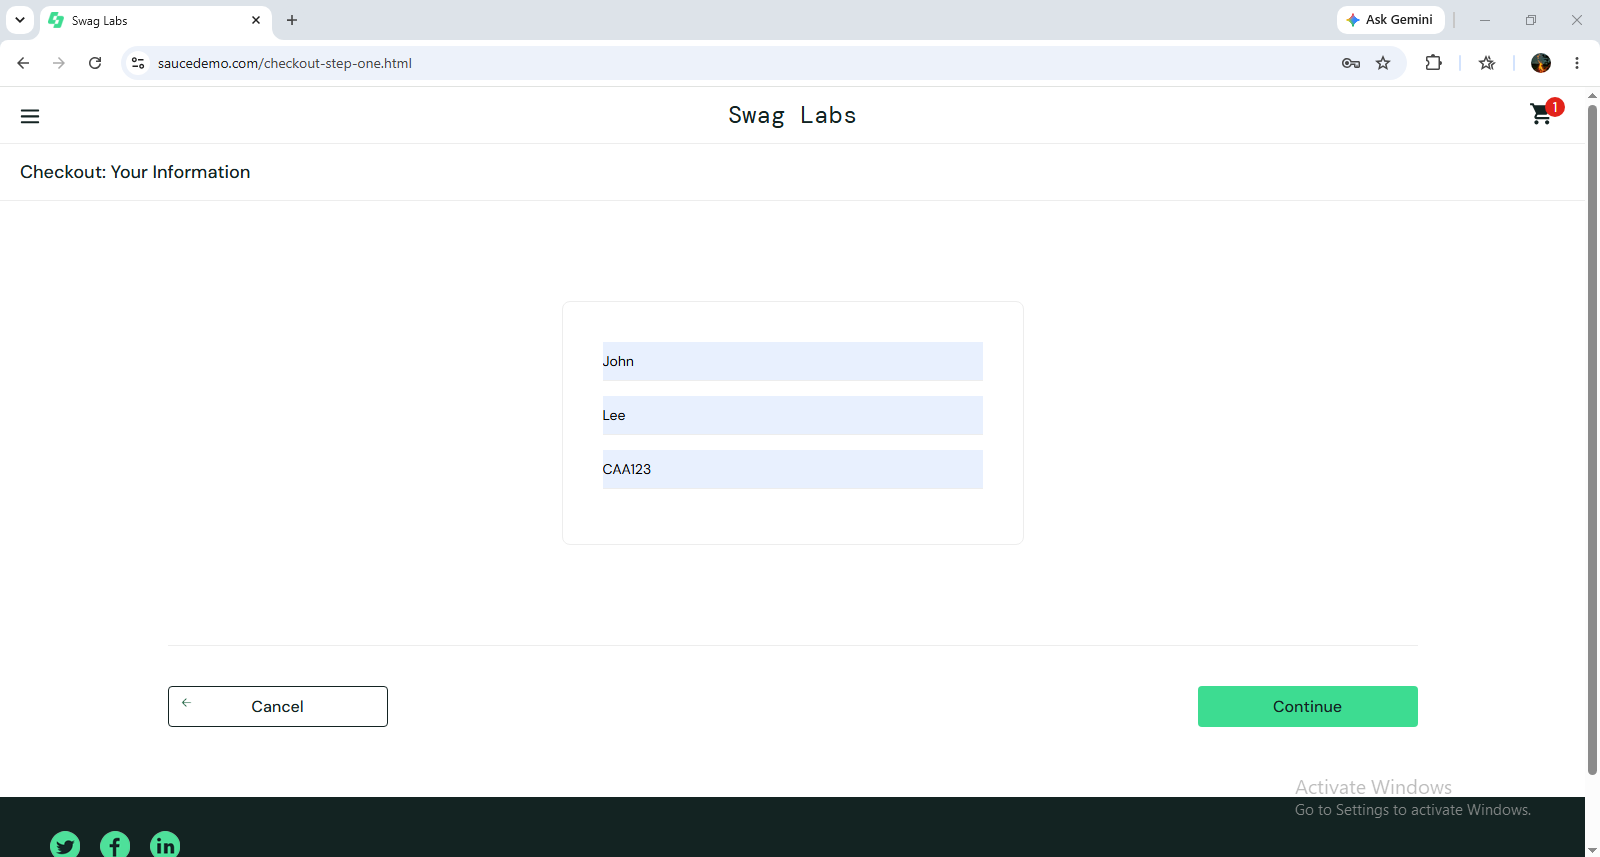 Swag Labs
Ask Gemini
saucedemo.com/checkout-step-one.html
Swag Labs
1
Checkout: Your Information
John
Lee
CAA123
Cancel
Continue
Activate Windows
Go to Settings to activate Windows.